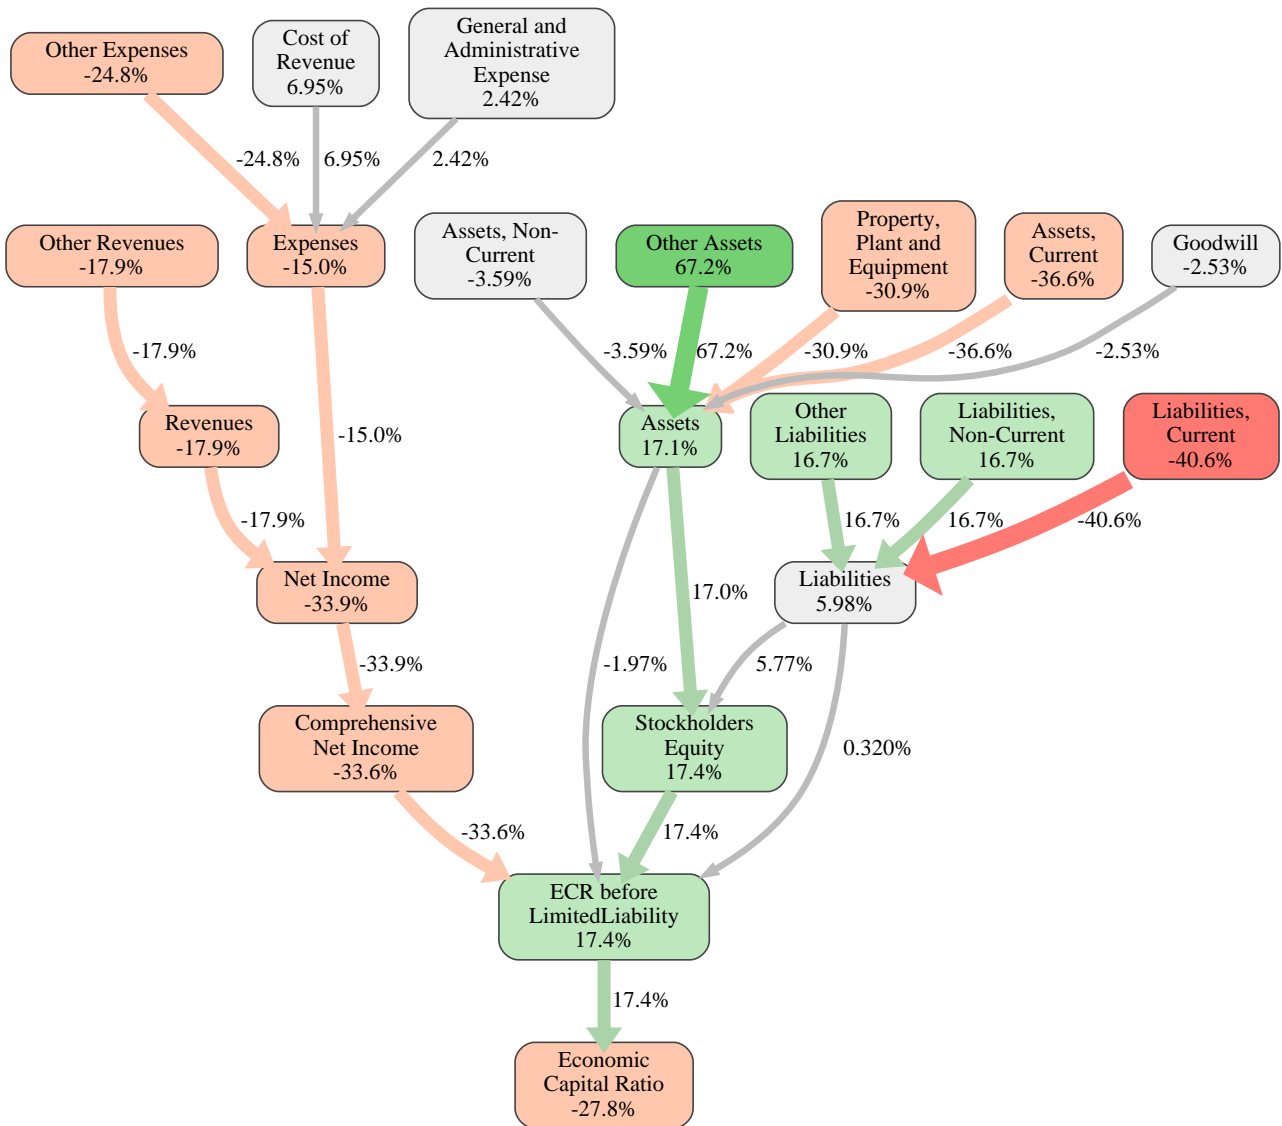 Other Expenses
-24.8%
Cost of
Revenue
6.95%
General and
Administrative
Expense
2.42%
-24.8%
6.95%
2.42%
Other Revenues
-17.9%
Expenses
-15.0%
Assets, Non-
Current
-3.59%
Other Assets
67.2%
Property,
Plant and
Equipment
-30.9%
Assets,
Current
-36.6%
Goodwill
-2.53%
-17.9%
-15.0%
-3.59%
67.2%
-30.9%
-36.6%
-2.53%
Revenues
-17.9%
Assets
17.1%
Other
Liabilities
16.7%
Liabilities,
Non-Current
16.7%
Liabilities,
Current
-40.6%
-17.9%
16.7%
16.7%
-40.6%
Net Income
-33.9%
Liabilities
5.98%
17.0%
-33.9%
-1.97%
5.77%
0.320%
Comprehensive
Net Income
-33.6%
Stockholders
Equity
17.4%
-33.6%
17.4%
ECR before
LimitedLiability
17.4%
17.4%
Economic
Capital Ratio
-27.8%